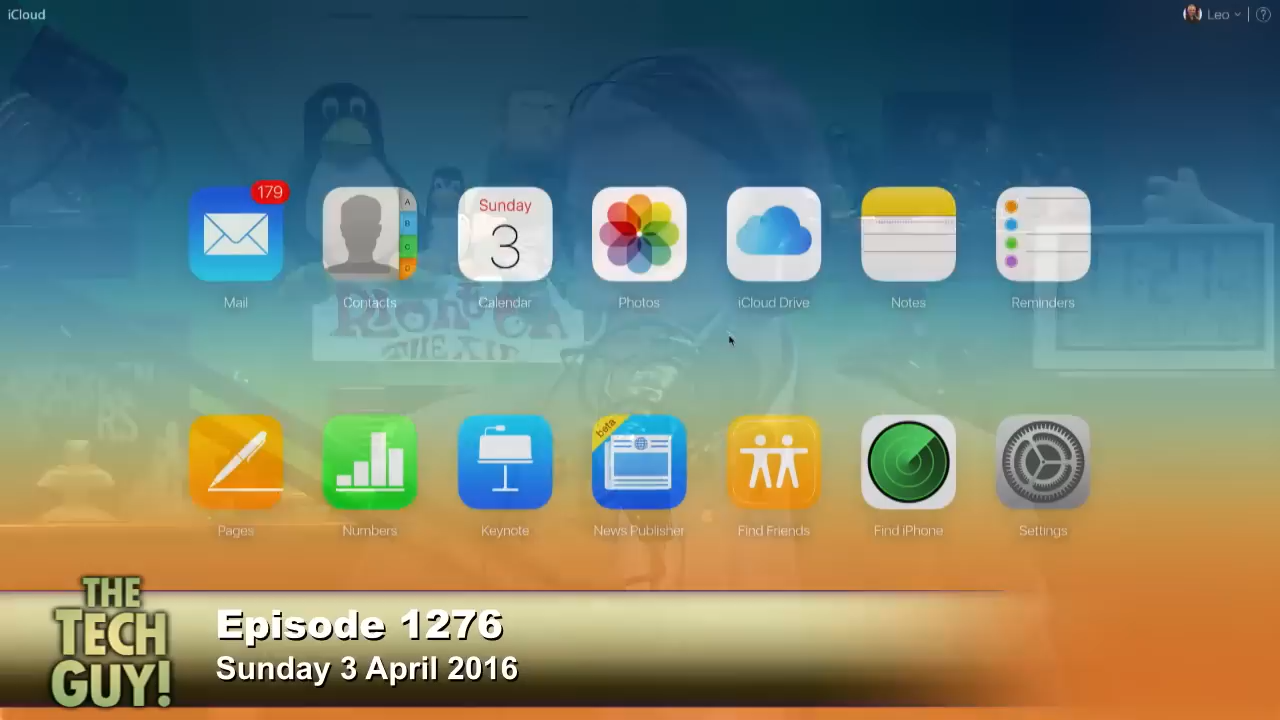 iCloud
Leo
?
179
A
B
C
D
Sunday
3
Mail
Contacts
Calendar
Photos
iCloud Drive
Notes
Reminders
beta
Pages
Numbers
Keynote
News Publisher
Find Friends
Find iPhone
Settings
THE
TECH
GUY!
Episode 1276
Sunday 3 April 2016